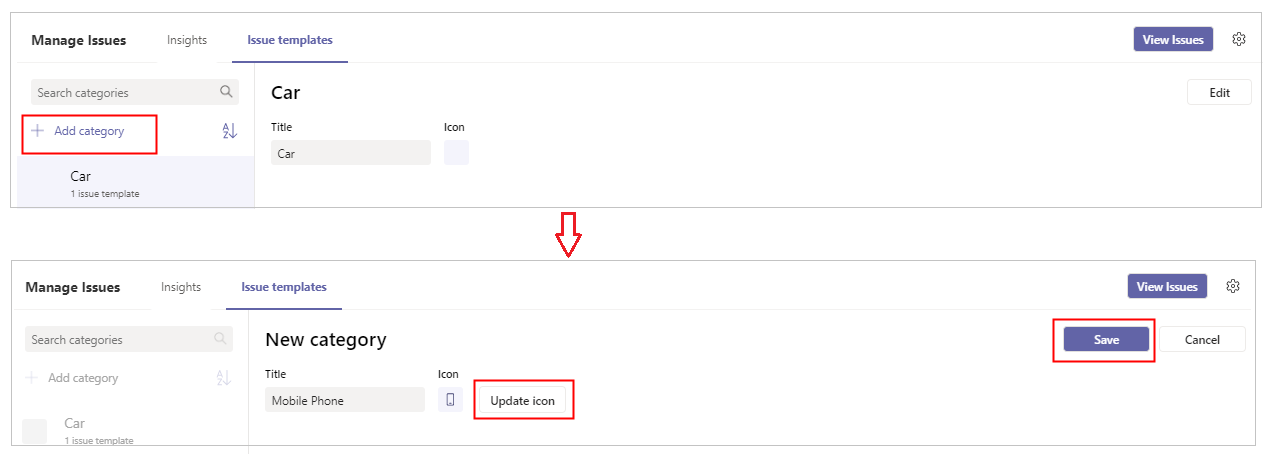 Manage Issues Insights Issue templates View Issues
Search categories
Car
Edit
Add category
Title Icon
Car
Car
1 issue template
Manage Issues Insights Issue templates View Issues
Search categories
New category
Save Cancel
Add category
Title Icon
Mobile Phone Update icon
Car
1 issue template